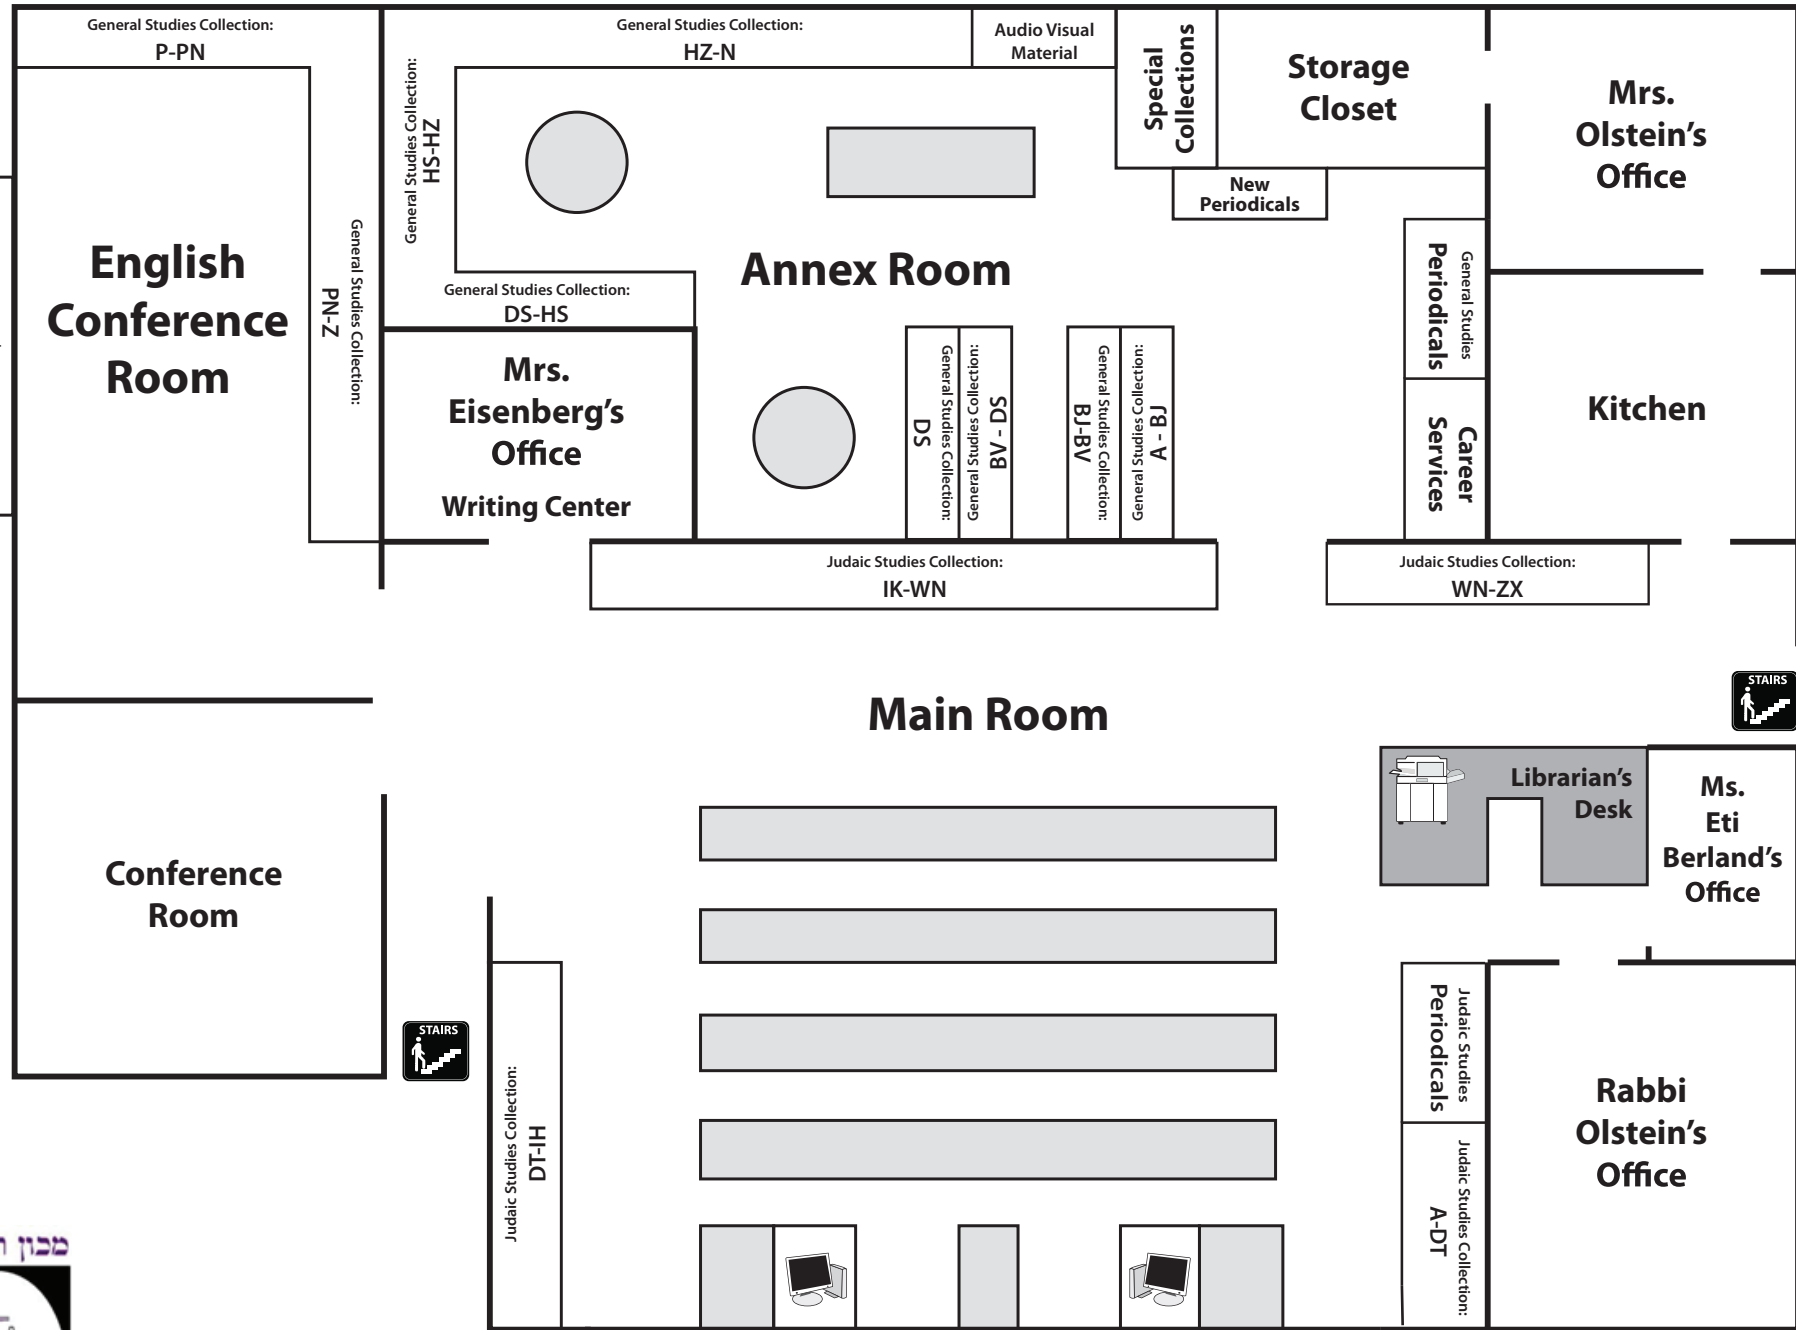 General Studies Collection:
P-PN
General Studies Collection:
PN-Z
English
Conference
Room
General Studies Collection:
HS-HZ
General Studies Collection:
HZ-N
Audio Visual
Material
Special
Collections
Storage
Closet
Mrs.
Olstein's
Office
New
Periodicals
Annex Room
General Studies Collection:
DS-HS
Mrs.
Eisenberg's
Office
Writing Center
General Studies Collection:
DS
General Studies Collection:
BV - DS
General Studies Collection:
BJ-BV
General Studies Collection:
A - BJ
General Studies
Periodicals
Career
Services
Kitchen
Judaic Studies Collection:
IK-WN
Judaic Studies Collection:
WN-ZX
Main Room
STAIRS
Librarian's
Desk
Ms.
Eti
Berland's
Office
Conference
Room
STAIRS
Judaic Studies Collection:
DT-IH
Judaic Studies
Periodicals
Judaic Studies Collection:
A-DT
Rabbi
Olstein's
Office
מכון